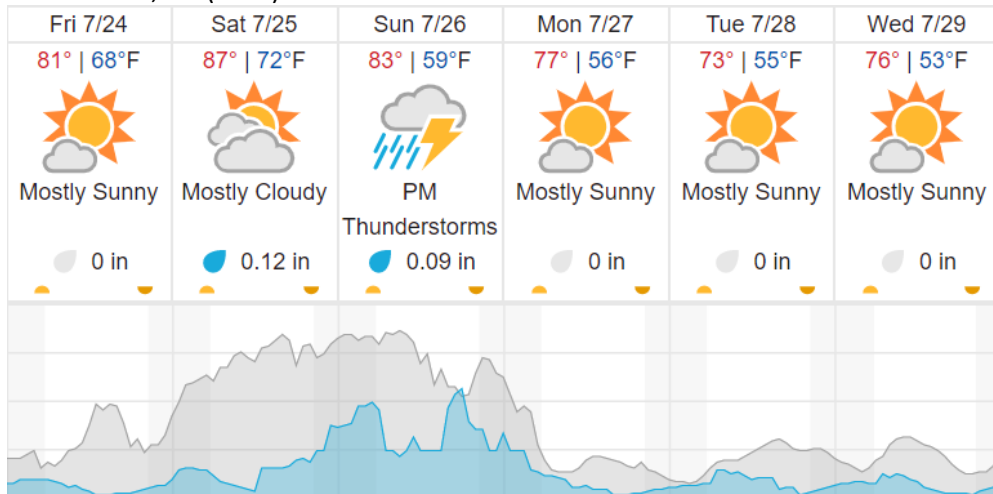 Fri 7/24 Sat 7/25 Sun 7/26 Mon 7/27 Tue 7/28 Wed 7/29
81° | 68°F 87° | 72°F 83° | 59°F 77° | 56°F 73° | 55°F 76° | 53°F
Mostly Sunny Mostly Cloudy PM Mostly Sunny Mostly Sunny Mostly Sunny
Thunderstorms
0 in 0.12 in 0.09 in 0 in 0 in 0 in